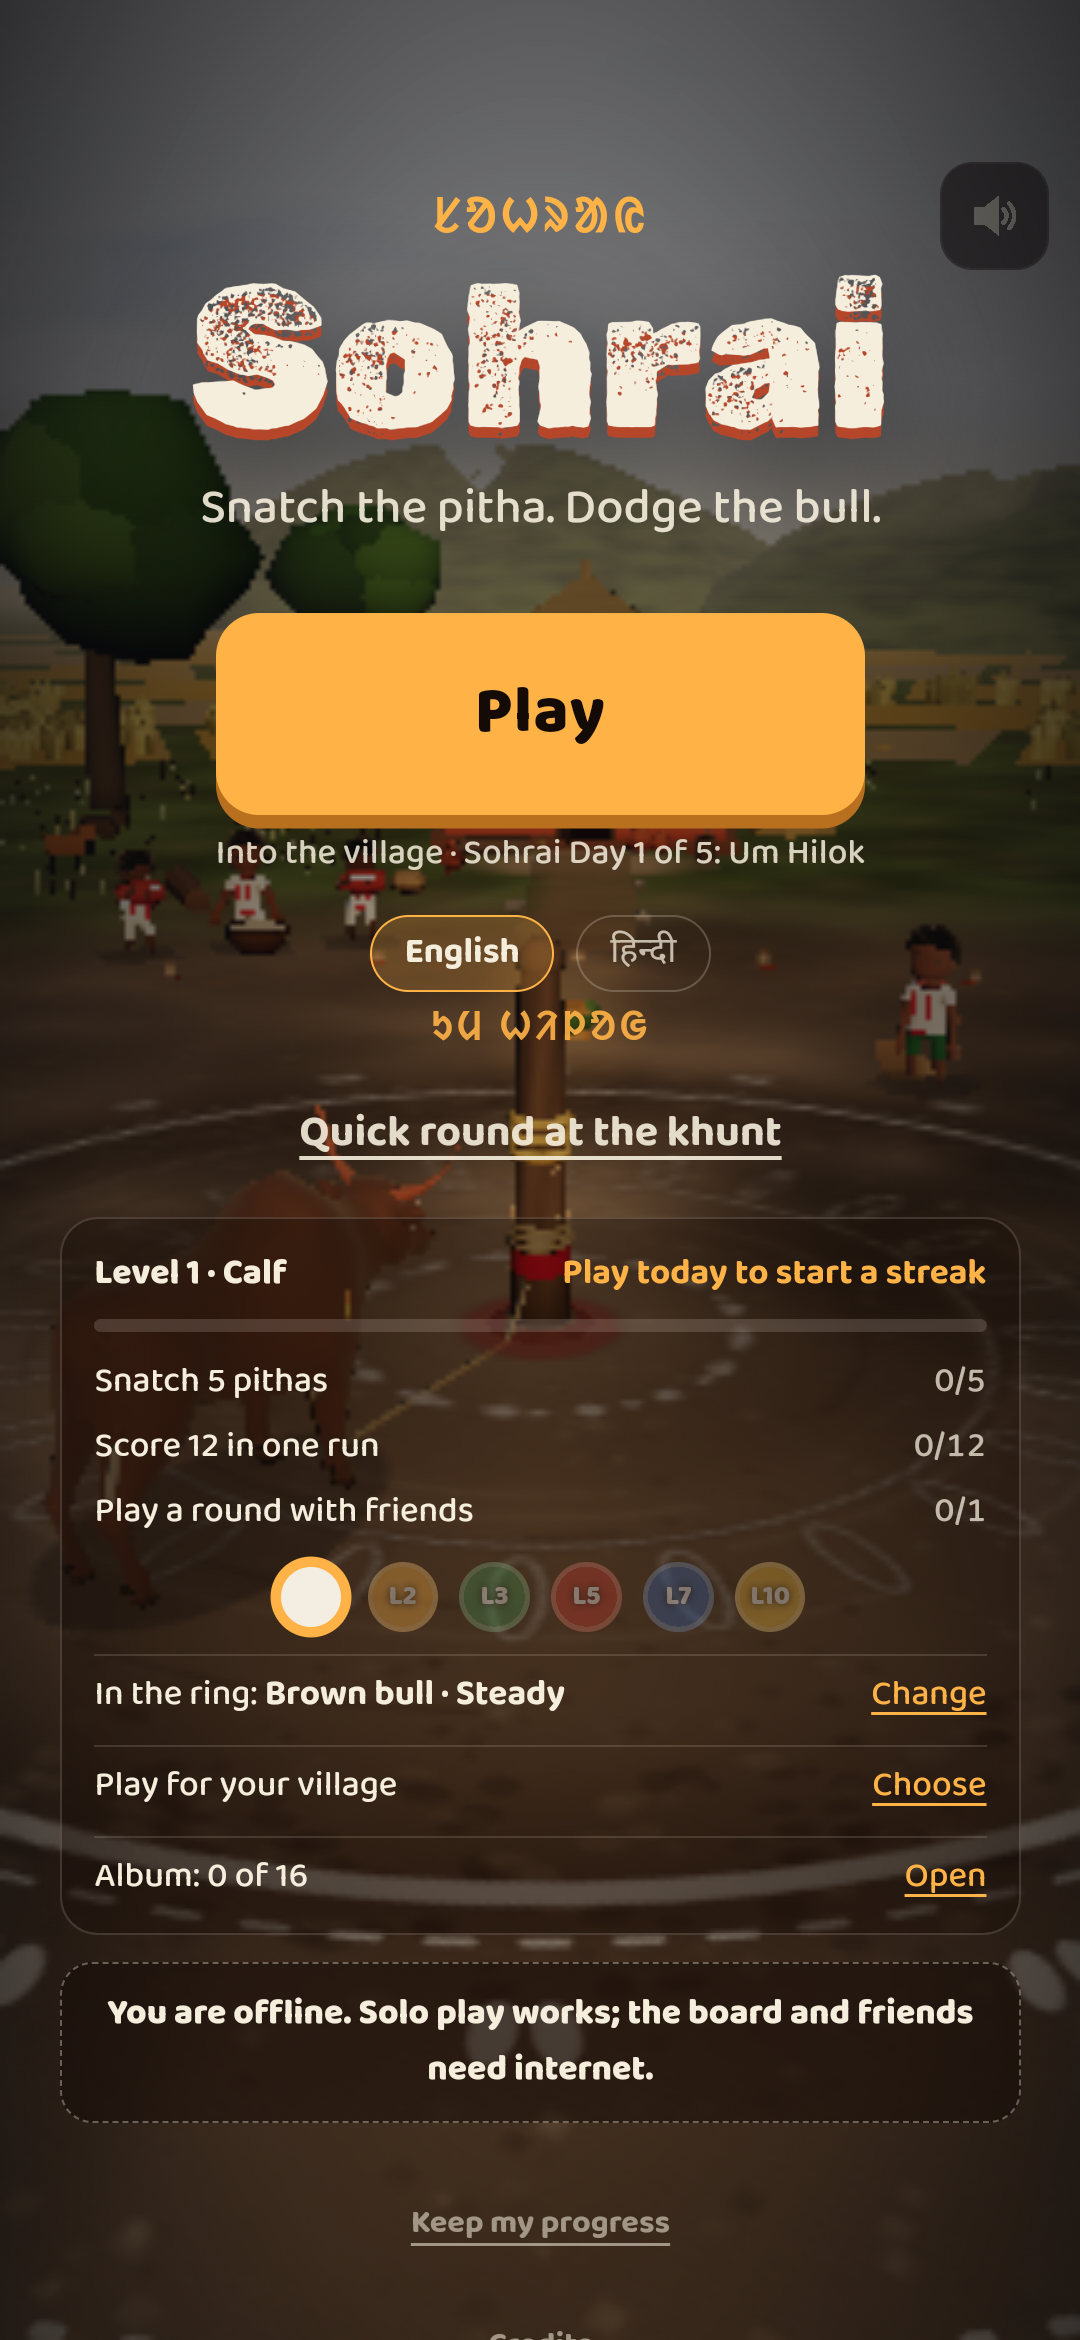 ᱥᱚᱦᱨᱟᱭ
Sohrai
Snatch the pitha. Dodge the bull.
Play
Into the village · Sohrai Day 1 of 5: Um Hilok
English हिन्दी
ᱩᱢ ᱦᱤᱞᱚᱠ
Quick round at the khunt
Level 1 · Calf Play today to start a streak
Snatch 5 pithas 0/5
Score 12 in one run 0/12
Play a round with friends 0/1
L2 L3 L5 L7 L10
In the ring: Brown bull · Steady Change
Play for your village Choose
Album: 0 of 16 Open
You are offline. Solo play works; the board and friends
need internet.
Keep my progress
Credits